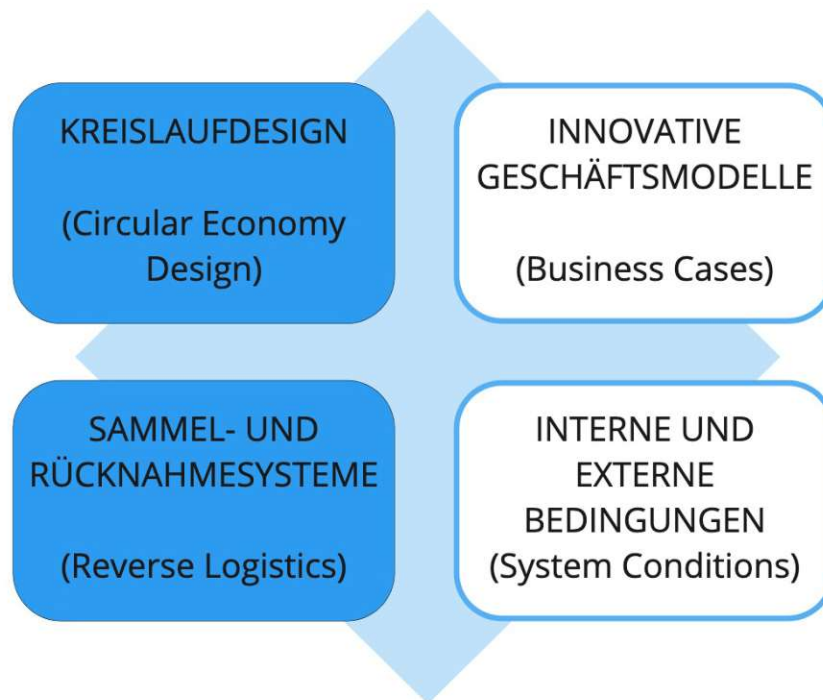 KREISLAUFDESIGN
(Circular Economy
Design)
INNOVATIVE
GESCHÄFTSMODELLE
(Business Cases)
SAMMEL- UND
RÜCKNAHMESYSTEME
(Reverse Logistics)
INTERNE UND
EXTERNE
BEDINGUNGEN
(System Conditions)